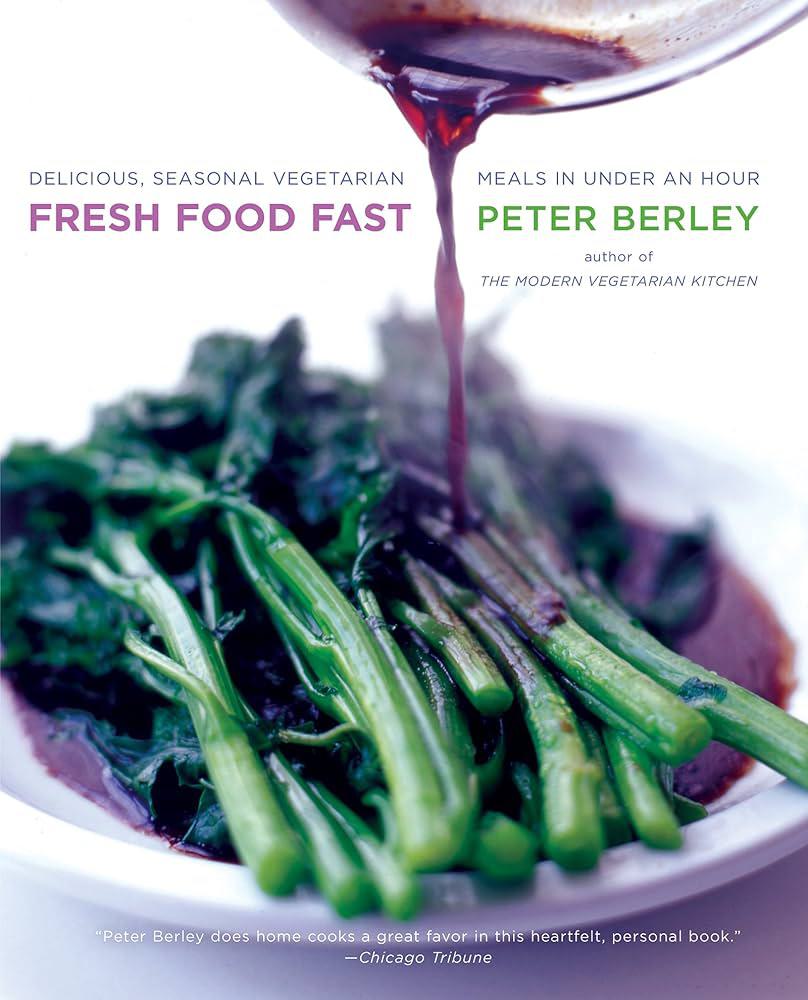 DELICIOUS, SEASONAL VEGETARIAN
FRESH FOOD FAST
MEALS IN UNDER AN HOUR
PETER BERLEY
author of
THE MODERN VEGETARIAN KITCHEN
“Peter Berley does home cooks a great favor in this heartfelt, personal book.”
—Chicago Tribune